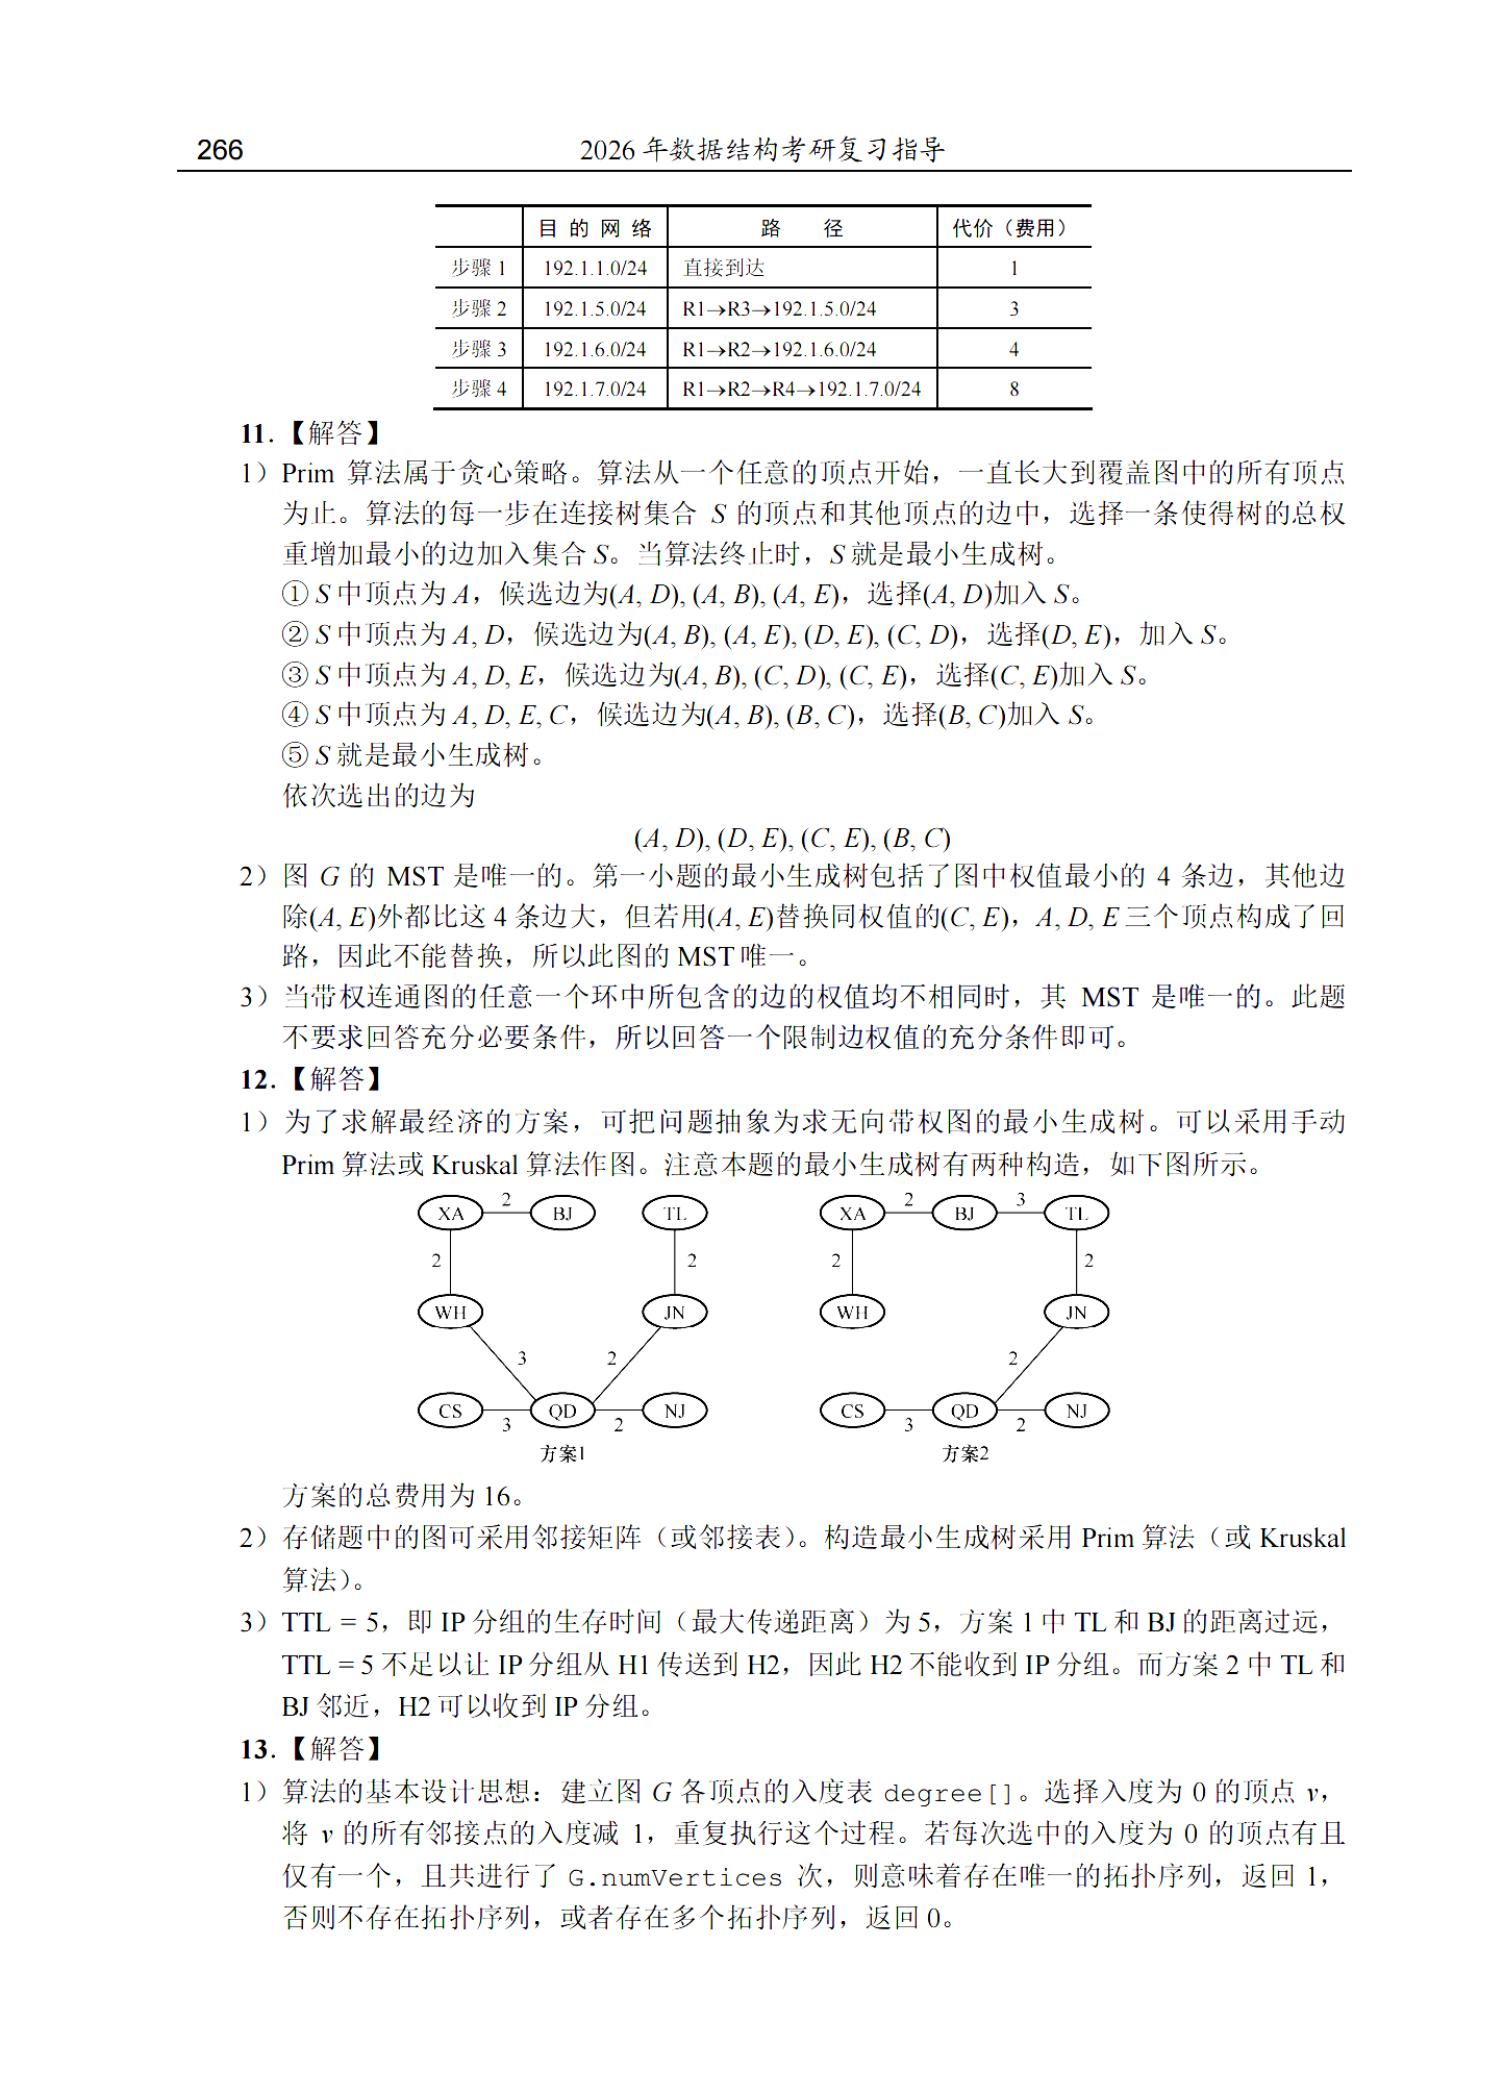 266 2026 年数据结构考研复习指导
目的网络 路 径 代价（费用）
步骤 1 192.1.1.0/24 直接到达 1
步骤 2 192.1.5.0/24 R1→R3→192.1.5.0/24 3
步骤 3 192.1.6.0/24 R1→R2→192.1.6.0/24 4
步骤 4 192.1.7.0/24 R1→R2→R4→192.1.7.0/24 8
11.【解答】
1）Prim 算法属于贪心策略。算法从一个任意的顶点开始，一直长大到覆盖图中的所有顶点
为止。算法的每一步在连接树集合 S 的顶点和其他顶点的边中，选择一条使得树的总权
重增加最小的边加入集合 S。当算法终止时，S 就是最小生成树。
① S 中顶点为 A，候选边为(A, D), (A, B), (A, E)，选择(A, D)加入 S。
② S 中顶点为 A, D，候选边为(A, B), (A, E), (D, E), (C, D)，选择(D, E)，加入 S。
③ S 中顶点为 A, D, E，候选边为(A, B), (C, D), (C, E)，选择(C, E)加入 S。
④ S 中顶点为 A, D, E, C，候选边为(A, B), (B, C)，选择(B, C)加入 S。
⑤ S 就是最小生成树。
依次选出的边为
(A, D), (D, E), (C, E), (B, C)
2）图 G 的 MST 是唯一的。第一小题的最小生成树包括了图中权值最小的 4 条边，其他边
除(A, E)外都比这 4 条边大，但若用(A, E)替换同权值的(C, E)，A, D, E 三个顶点构成了回
路，因此不能替换，所以此图的 MST 唯一。
3）当带权连通图的任意一个环中所包含的边的权值均不相同时，其 MST 是唯一的。此题
不要求回答充分必要条件，所以回答一个限制边权值的充分条件即可。
12.【解答】
1）为了求解最经济的方案，可把问题抽象为求无向带权图的最小生成树。可以采用手动
Prim 算法或 Kruskal 算法作图。注意本题的最小生成树有两种构造，如下图所示。
XA 2 BJ TL XA 2 BJ 3 TL
2 2 2 2
WH JN WH JN
3 2 2
CS 3 QD 2 NJ CS 3 QD 2 NJ
方案1 方案2
方案的总费用为 16。
2）存储题中的图可采用邻接矩阵（或邻接表）。构造最小生成树采用 Prim 算法（或 Kruskal
算法）。
3）TTL = 5，即 IP 分组的生存时间（最大传递距离）为 5，方案 1 中 TL 和 BJ 的距离过远，
TTL = 5 不足以让 IP 分组从 H1 传送到 H2，因此 H2 不能收到 IP 分组。而方案 2 中 TL 和
BJ 邻近，H2 可以收到 IP 分组。
13.【解答】
1）算法的基本设计思想：建立图 G 各顶点的入度表 degree[]。选择入度为 0 的顶点 v，
将 v 的所有邻接点的入度减 1，重复执行这个过程。若每次选中的入度为 0 的顶点有且
仅有一个，且共进行了 G.numVertices 次，则意味着存在唯一的拓扑序列，返回 1，
否则不存在拓扑序列，或者存在多个拓扑序列，返回 0。